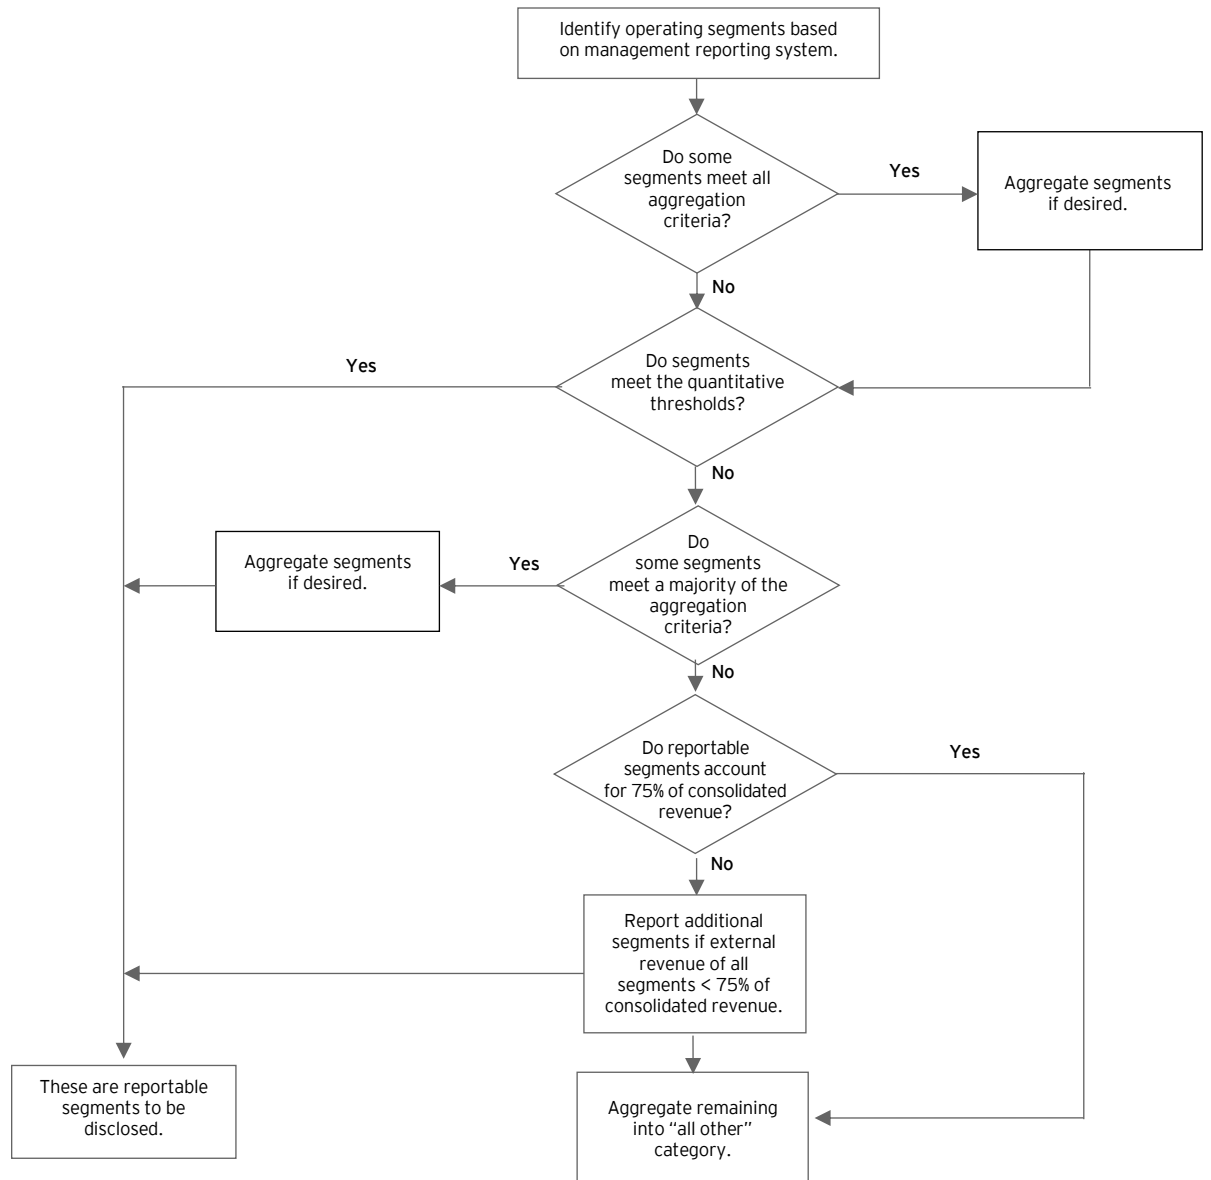 Identify operating segments based
on management reporting system.
Do some
segments meet all
aggregation
criteria?
Yes
Aggregate segments
if desired.
No
Yes
Do segments
meet the quantitative
thresholds?
No
Aggregate segments
if desired.
Yes
Do
some segments
meet a majority of the
aggregation
criteria?
No
Do reportable
segments account
for 75% of consolidated
revenue?
Yes
No
Report additional
segments if external
revenue of all
segments < 75% of
consolidated revenue.
These are reportable
segments to be
disclosed.
Aggregate remaining
into “all other”
category.